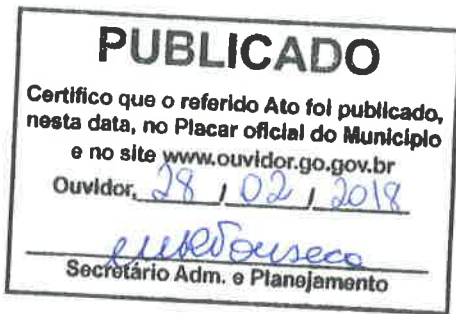 PUBLICADO
Certifico que o referido Ato foi publicado,
nesta data, no Placar oficial do Município
e no site www.ouvidor.go.gov.br
Ouvidor, 28 / 02 / 2018
Secretário Adm. e Planejamento